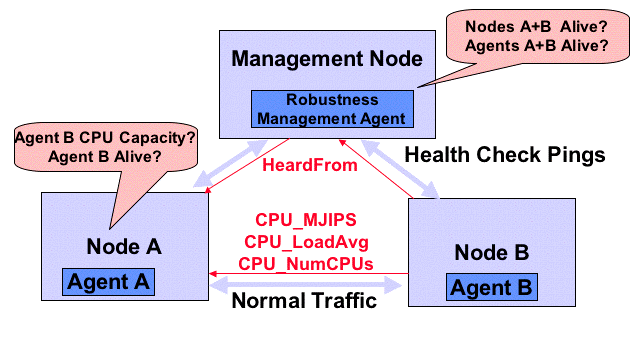 Nodes A+B Alive?
Agents A+B Alive?
Management Node
Robustness
Management Agent
Agent B CPU Capacity?
Agent B Alive?
Health Check Pings
HeardFrom
CPU_MJIPS
CPU_LoadAvg
CPU_NumCPUs
Node A
Agent A
Node B
Agent B
Normal Traffic